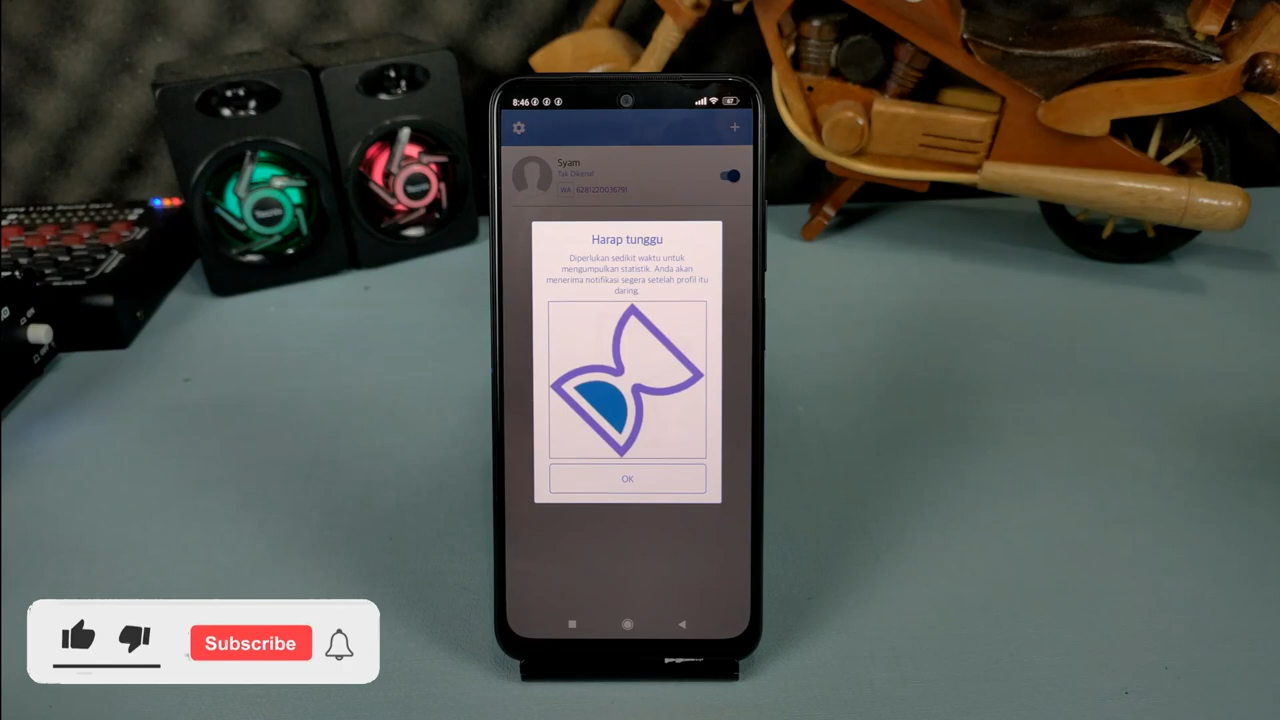 8:46
67
Syam
Tak Dikenal
WA 6281220036791
Harap tunggu
Diperlukan sedikit waktu untuk
mengumpulkan statistik. Anda akan
menerima notifikasi segera setelah profil itu
daring.
OK
Subscribe